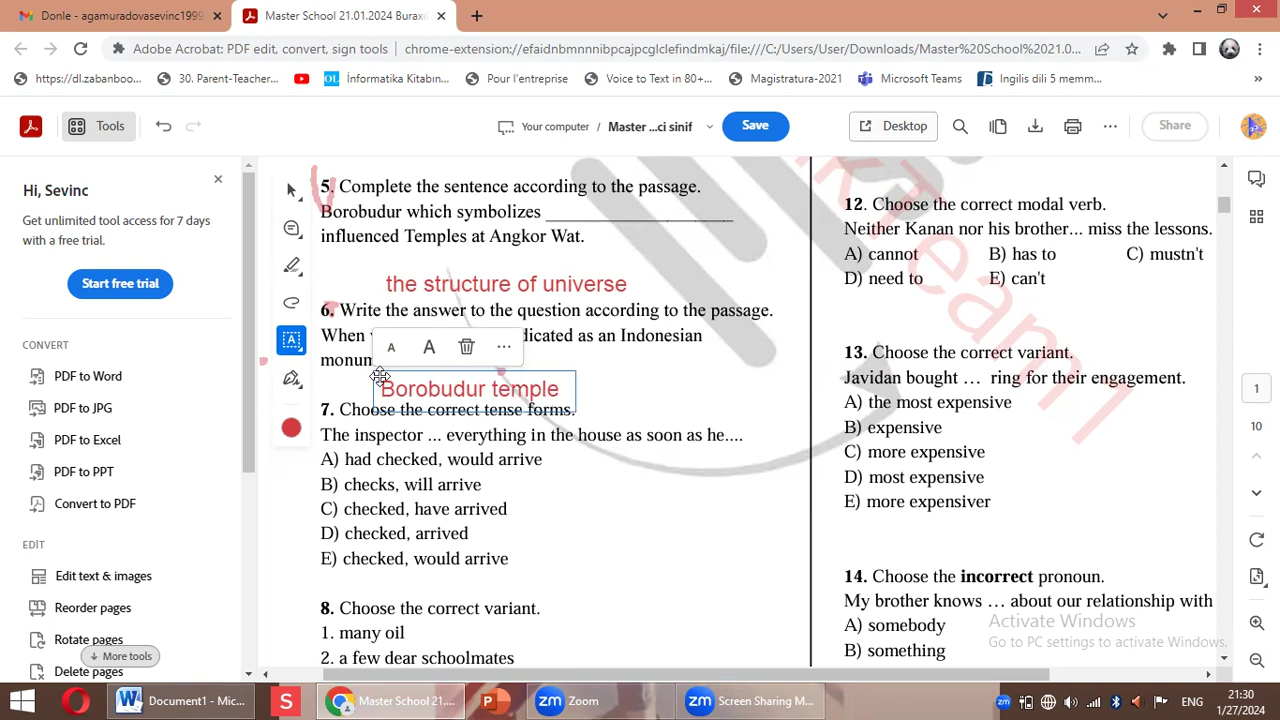 Donle - agamuradovasevinc1999
Master School 21.01.2024 Burax
Adobe Acrobat: PDF edit, convert, sign tools
chrome-extension://efaidnbmnnnibpcajpcglclefindmkaj/file:///C:/Users/User/Downloads/Master%20School%2021.0...
https://dl.zabanboo...
30. Parent-Teacher...
İnformatika Kitabın...
Pour l'entreprise
Voice to Text in 80+...
Magistratura-2021
Microsoft Teams
Ingilis dili 5 memm...
Tools
Your computer / Master ...ci sinif
Save
Desktop
Share
Hi, Sevinc
Get unlimited tool access for 7 days
with a free trial.
Start free trial
CONVERT
PDF to Word
PDF to JPG
PDF to Excel
PDF to PPT
Convert to PDF
EDİT
Edit text & images
Reorder pages
Rotate pages
More tools
Delete pages
5. Complete the sentence according to the passage.
Borobudur which symbolizes ____________________
influenced Temples at Angkor Wat.
the structure of universe
6. Write the answer to the question according to the passage.
When dicated as an Indonesian
monum
Borobudur temple
7. Choose the correct tense forms.
The inspector ... everything in the house as soon as he....
A) had checked, would arrive
B) checks, will arrive
C) checked, have arrived
D) checked, arrived
E) checked, would arrive
8. Choose the correct variant.
1. many oil
2. a few dear schoolmates
12. Choose the correct modal verb.
Neither Kanan nor his brother... miss the lessons.
A) cannot B) has to C) mustn't
D) need to E) can't
13. Choose the correct variant.
Javidan bought … ring for their engagement.
A) the most expensive
B) expensive
C) more expensive
D) most expensive
E) more expensiver
14. Choose the incorrect pronoun.
My brother knows … about our relationship with
A) somebody
B) something
Activate Windows
Go to PC settings to activate Windows.
1
10
Document1 - Mic...
Master School 21....
Zoom
Screen Sharing M...
ENG
21:30
1/27/2024